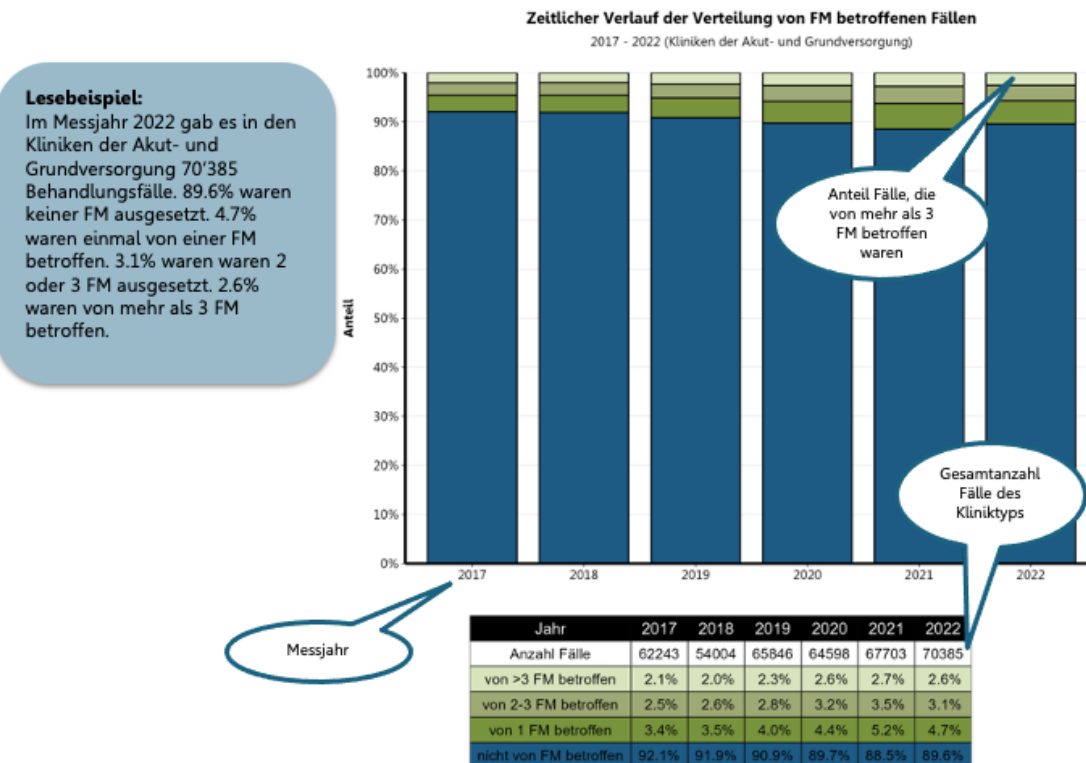 Zeitlicher Verlauf der Verteilung von FM betroffenen Fällen
2017 - 2022 (Kliniken der Akut- und Grundversorgung)
Lesebeispiel:
Im Messjahr 2022 gab es in den
Kliniken der Akut- und
Grundversorgung 70'385
Behandlungsfälle. 89.6% waren
keiner FM ausgesetzt. 4.7%
waren einmal von einer FM
betroffen. 3.1% waren waren 2
oder 3 FM ausgesetzt. 2.6%
waren von mehr als 3 FM
betroffen.
Anteil
100%
90%
80%
70%
60%
50%
40%
30%
20%
10%
0%
Anteil Fälle, die
von mehr als 3
FM betroffen
waren
Gesamtanzahl
Fälle des
Kliniktyps
2017 2018 2019 2020 2021 2022
Messjahr
Jahr 2017 2018 2019 2020 2021 2022
Anzahl Fälle 62243 54004 65846 64598 67703 70385
von >3 FM betroffen 2.1% 2.0% 2.3% 2.6% 2.7% 2.6%
von 2-3 FM betroffen 2.5% 2.6% 2.8% 3.2% 3.5% 3.1%
von 1 FM betroffen 3.4% 3.5% 4.0% 4.4% 5.2% 4.7%
nicht von FM betroffen 92.1% 91.9% 90.9% 89.7% 88.5% 89.6%